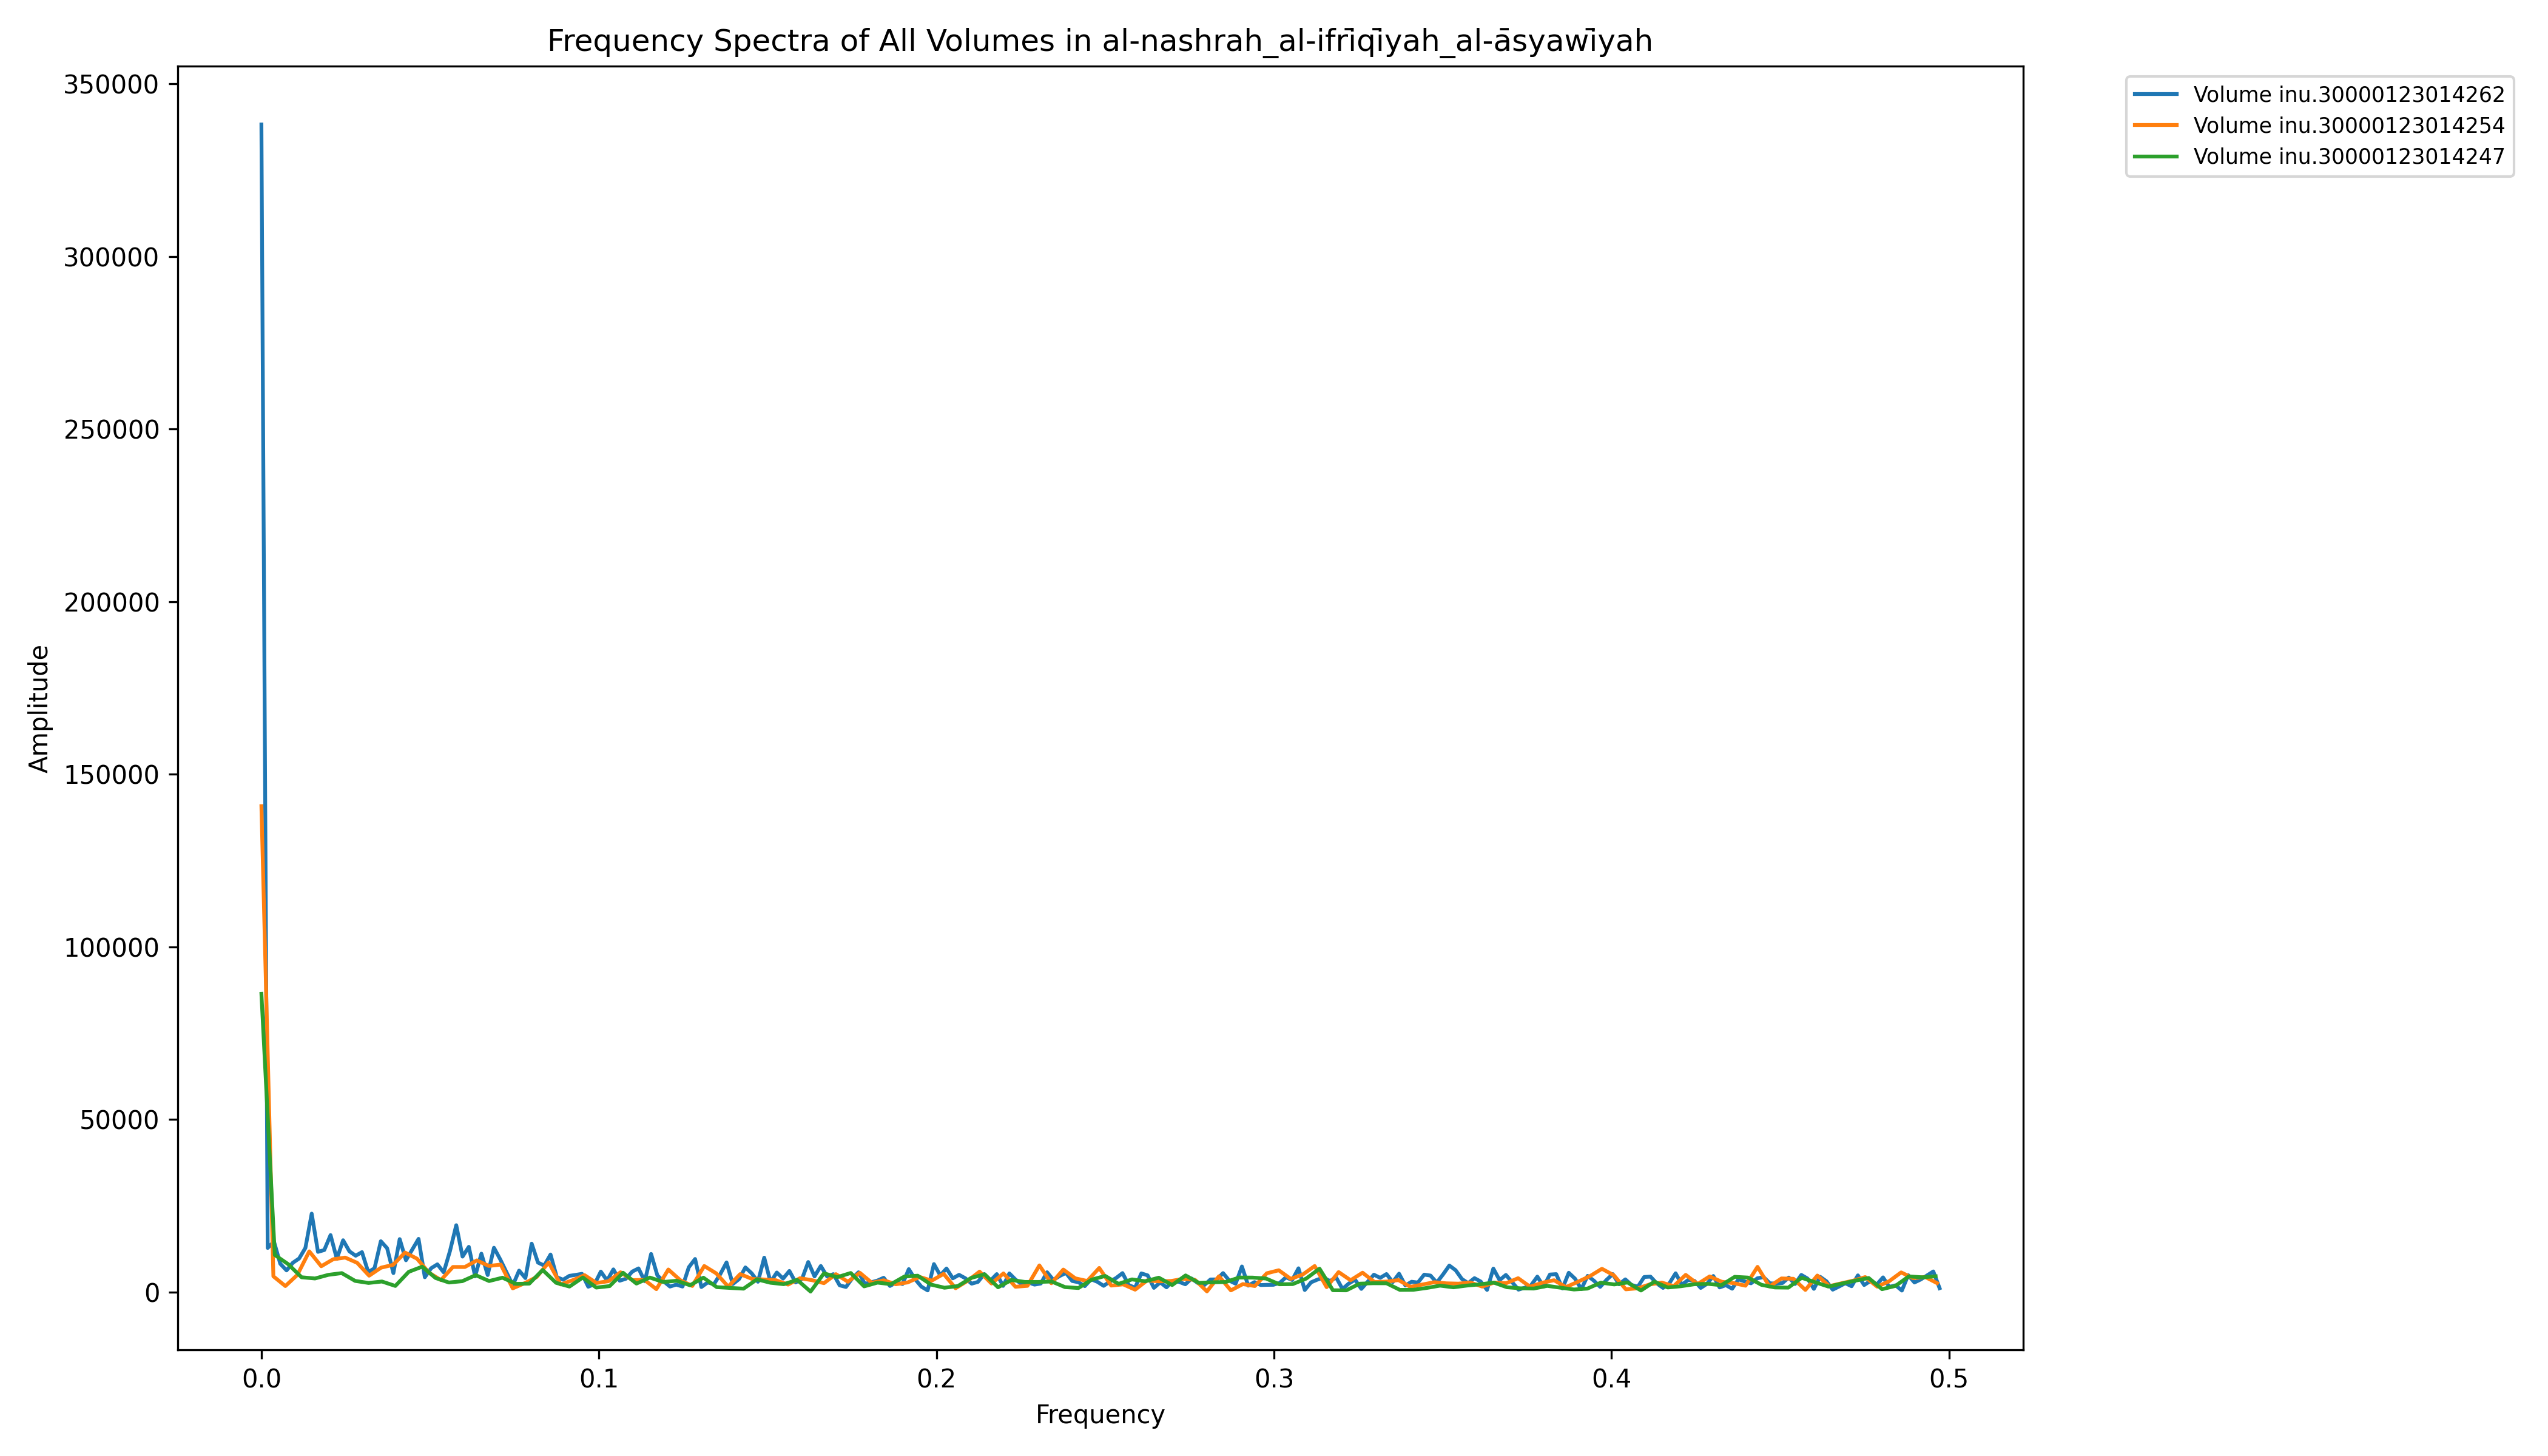 Frequency Spectra of All Volumes in al-nashrah_al-ifrīqīyah_al-āsyawīyah
350000
300000
250000
200000
150000
100000
50000
0
Amplitude
0.0 0.1 0.2 0.3 0.4 0.5
Frequency
Volume inu.30000123014262
Volume inu.30000123014254
Volume inu.30000123014247